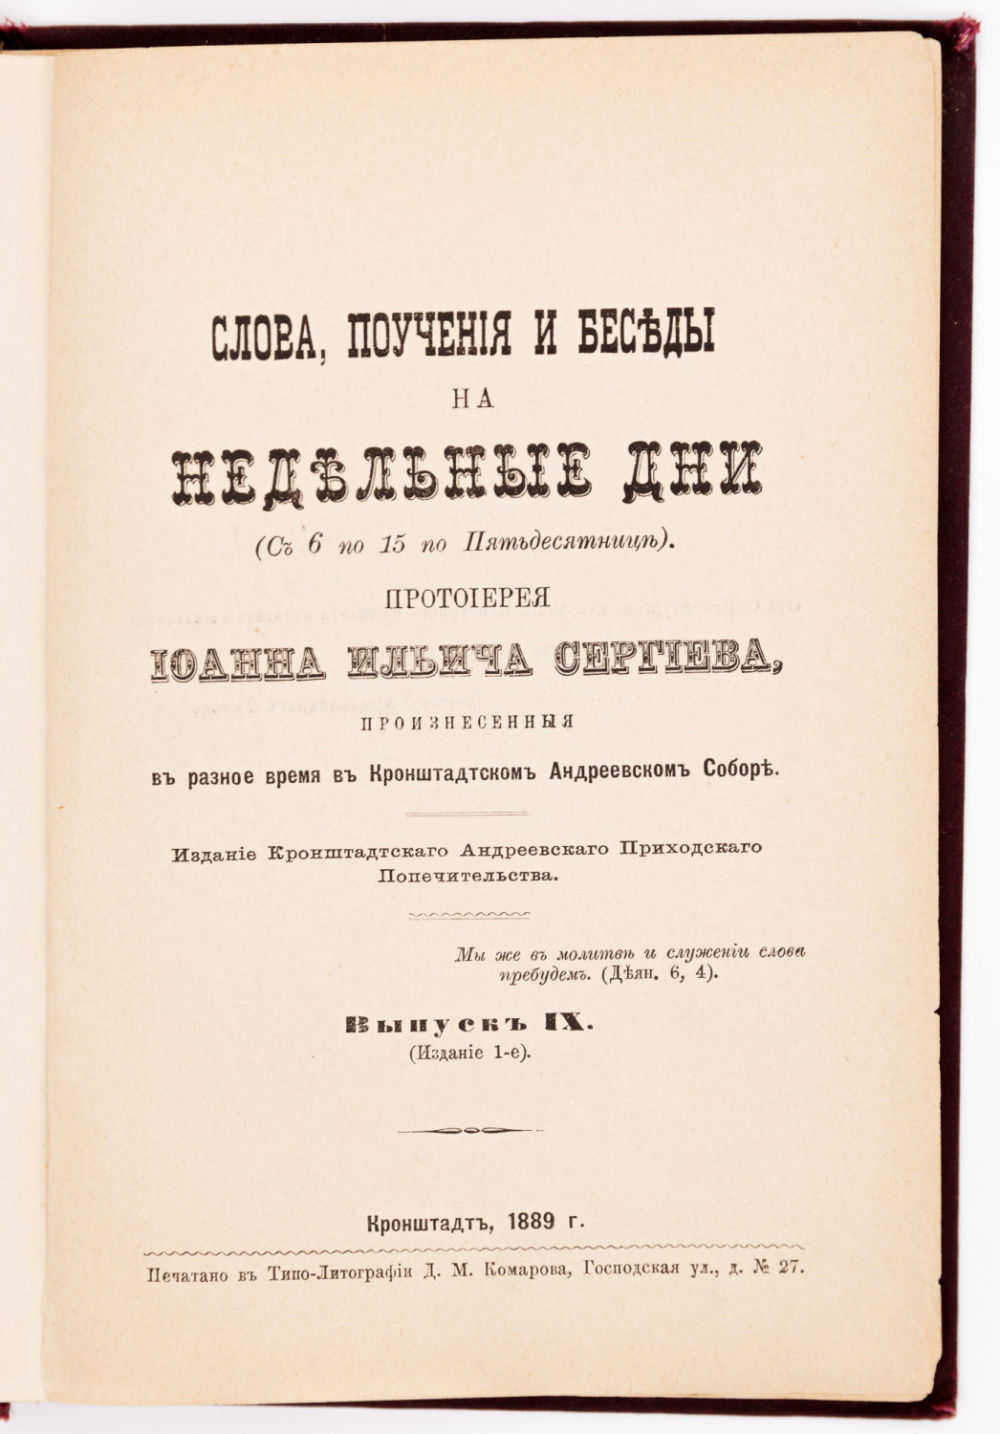 СЛОВА, ПОУЧЕНІЯ И БЕСѢДЫ
НА
НЕДѢЛЬНЫЕ ДНИ
(Съ 6 по 15 по Пятьдесятницѣ).
ПРОТОІЕРЕЯ
ІОАННА ИЛЬИЧА СЕРГІЕВА,
ПРОИЗНЕСЕННЫЯ
въ разное время въ Кронштадтскомъ Андреевскомъ Соборѣ.
Изданіе Кронштадтскаго Андреевскаго Приходскаго
Попечительства.
Мы же въ молитвѣ и служеніи слова
пребудемъ. (Дѣян. 6, 4).
Выпускъ IX.
(Изданіе 1-е).
Кронштадтъ, 1889 г.
Печатано въ Типо-Литографіи Д. М. Комарова, Господская ул., д. № 27.